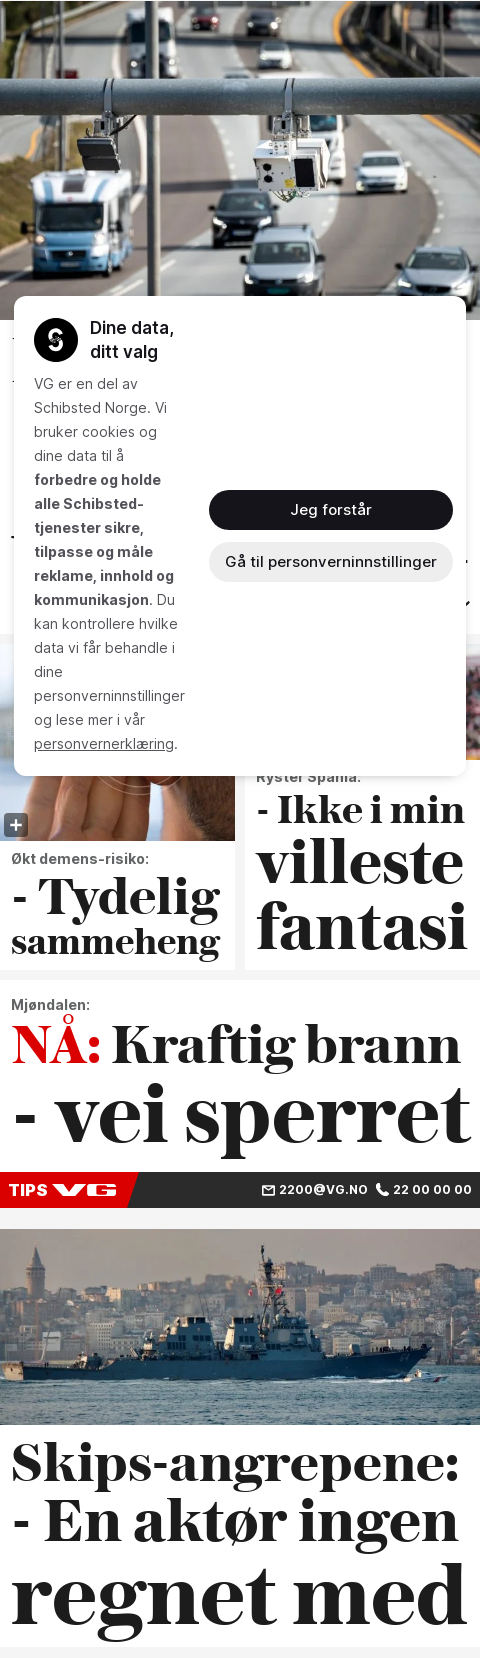 Dine data,
ditt valg
VG er en del av
Schibsted Norge. Vi
bruker cookies og
dine data til å
forbedre og holde
alle Schibsted-
tjenester sikre,
tilpasse og måle
reklame, innhold og
kommunikasjon. Du
kan kontrollere hvilke
data vi får behandle i
dine
personverninnstillinger
og lese mer i vår
personvernerklæring.
Jeg forstår
Gå til personverninnstillinger
Økt demens-risiko:
- Tydelig
sammeheng
Ryster Spania:
- Ikke i min
villeste
fantasi
Mjøndalen:
NÅ: Kraftig brann
- vei sperret
TIPS VG 2200@VG.NO 22 00 00 00
Skips-angrepene:
- En aktør ingen
regnet med